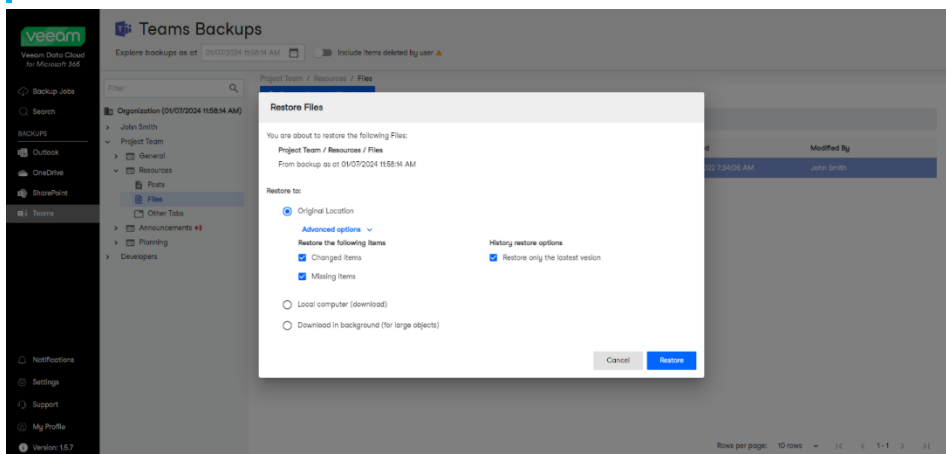 veeam
Veeam Data Cloud
for Microsoft 365
Backup Jobs
Search
BACKUPS
Outlook
OneDrive
SharePoint
Teams
Notifications
Settings
Support
My Profile
Version: 1.5.7
Teams Backups
Explore backups as at 01/07/2024 11:58:14 AM Include items deleted by user
Filter
Organization (01/07/2024 11:58:14 AM)
John Smith
Project Team
General
Resources
Posts
Files
Other Tabs
Announcements
Planning
Developers
Project Team / Resources / Files
Modified By
7:34:06 AM John Smith
Restore Files
You are about to restore the following Files:
Project Team / Resources / Files
From backup as at 01/07/2024 11:58:14 AM
Restore to:
Original Location
Advanced options
Restore the following items History restore options
Changed items Restore only the lastest vesion
Missing items
Local computer (download)
Download in background (for large objects)
Cancel Restore
Rows per page: 10 rows 1-1